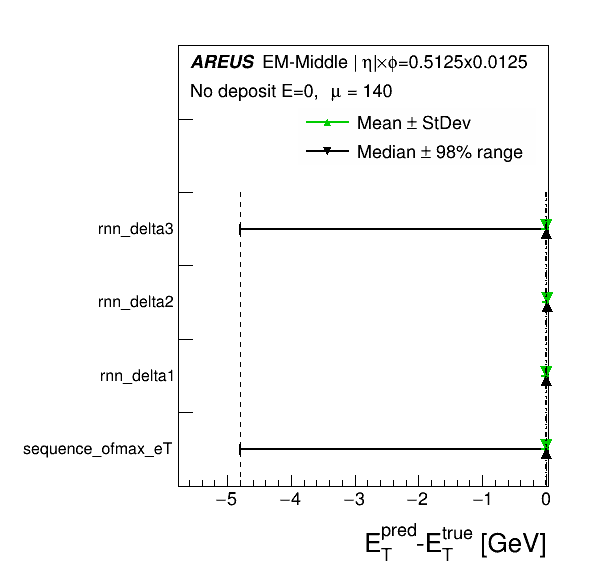 AREUS EM-Middle |η|×φ=0.5125x0.0125
No deposit E=0, μ = 140
Mean ± StDev
Median ± 98% range
rnn_delta3
rnn_delta2
rnn_delta1
sequence_ofmax_eT
−5 −4 −3 −2 −1 0
E_T^pred-E_T^true [GeV]